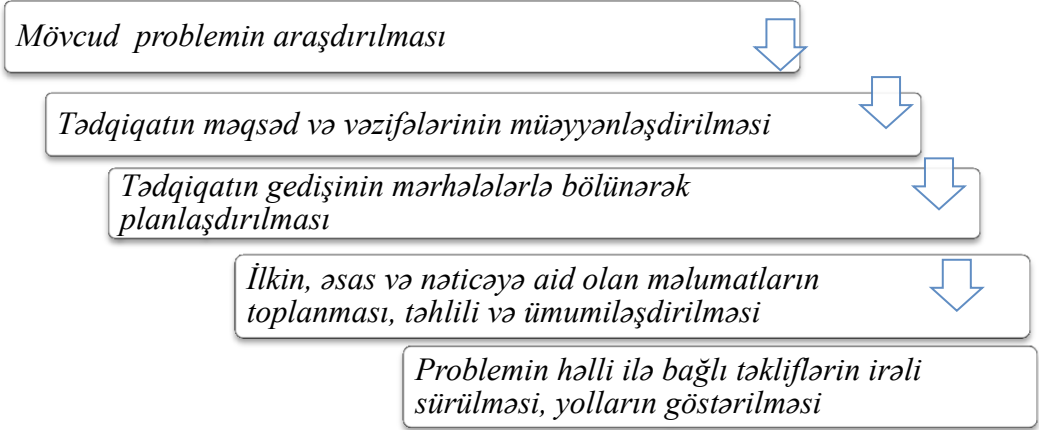 Mövcud problemin araşdırılması
Tədqiqatın məqsəd və vəzifələrinin müəyyənləşdirilməsi
Tədqiqatın gedişinin mərhələlərlə bölünərək
planlaşdırılması
İlkin, əsas və nəticəyə aid olan məlumatların
toplanması, təhlili və ümumiləşdirilməsi
Problemin həlli ilə bağlı təkliflərin irəli
sürülməsi, yolların göstərilməsi